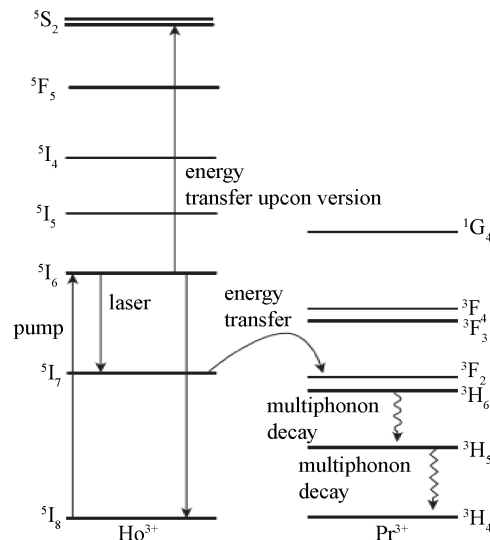 ⁵S₂
⁵F₅
⁵I₄
energy
transfer upcon version
⁵I₅
¹G₄
⁵I₆
laser
energy
transfer
pump
³F₄
³F₃
⁵I₇
³F₂
³H₆
multiphonon
decay
³H₅
multiphonon
decay
⁵I₈
³H₄
Ho³⁺
Pr³⁺